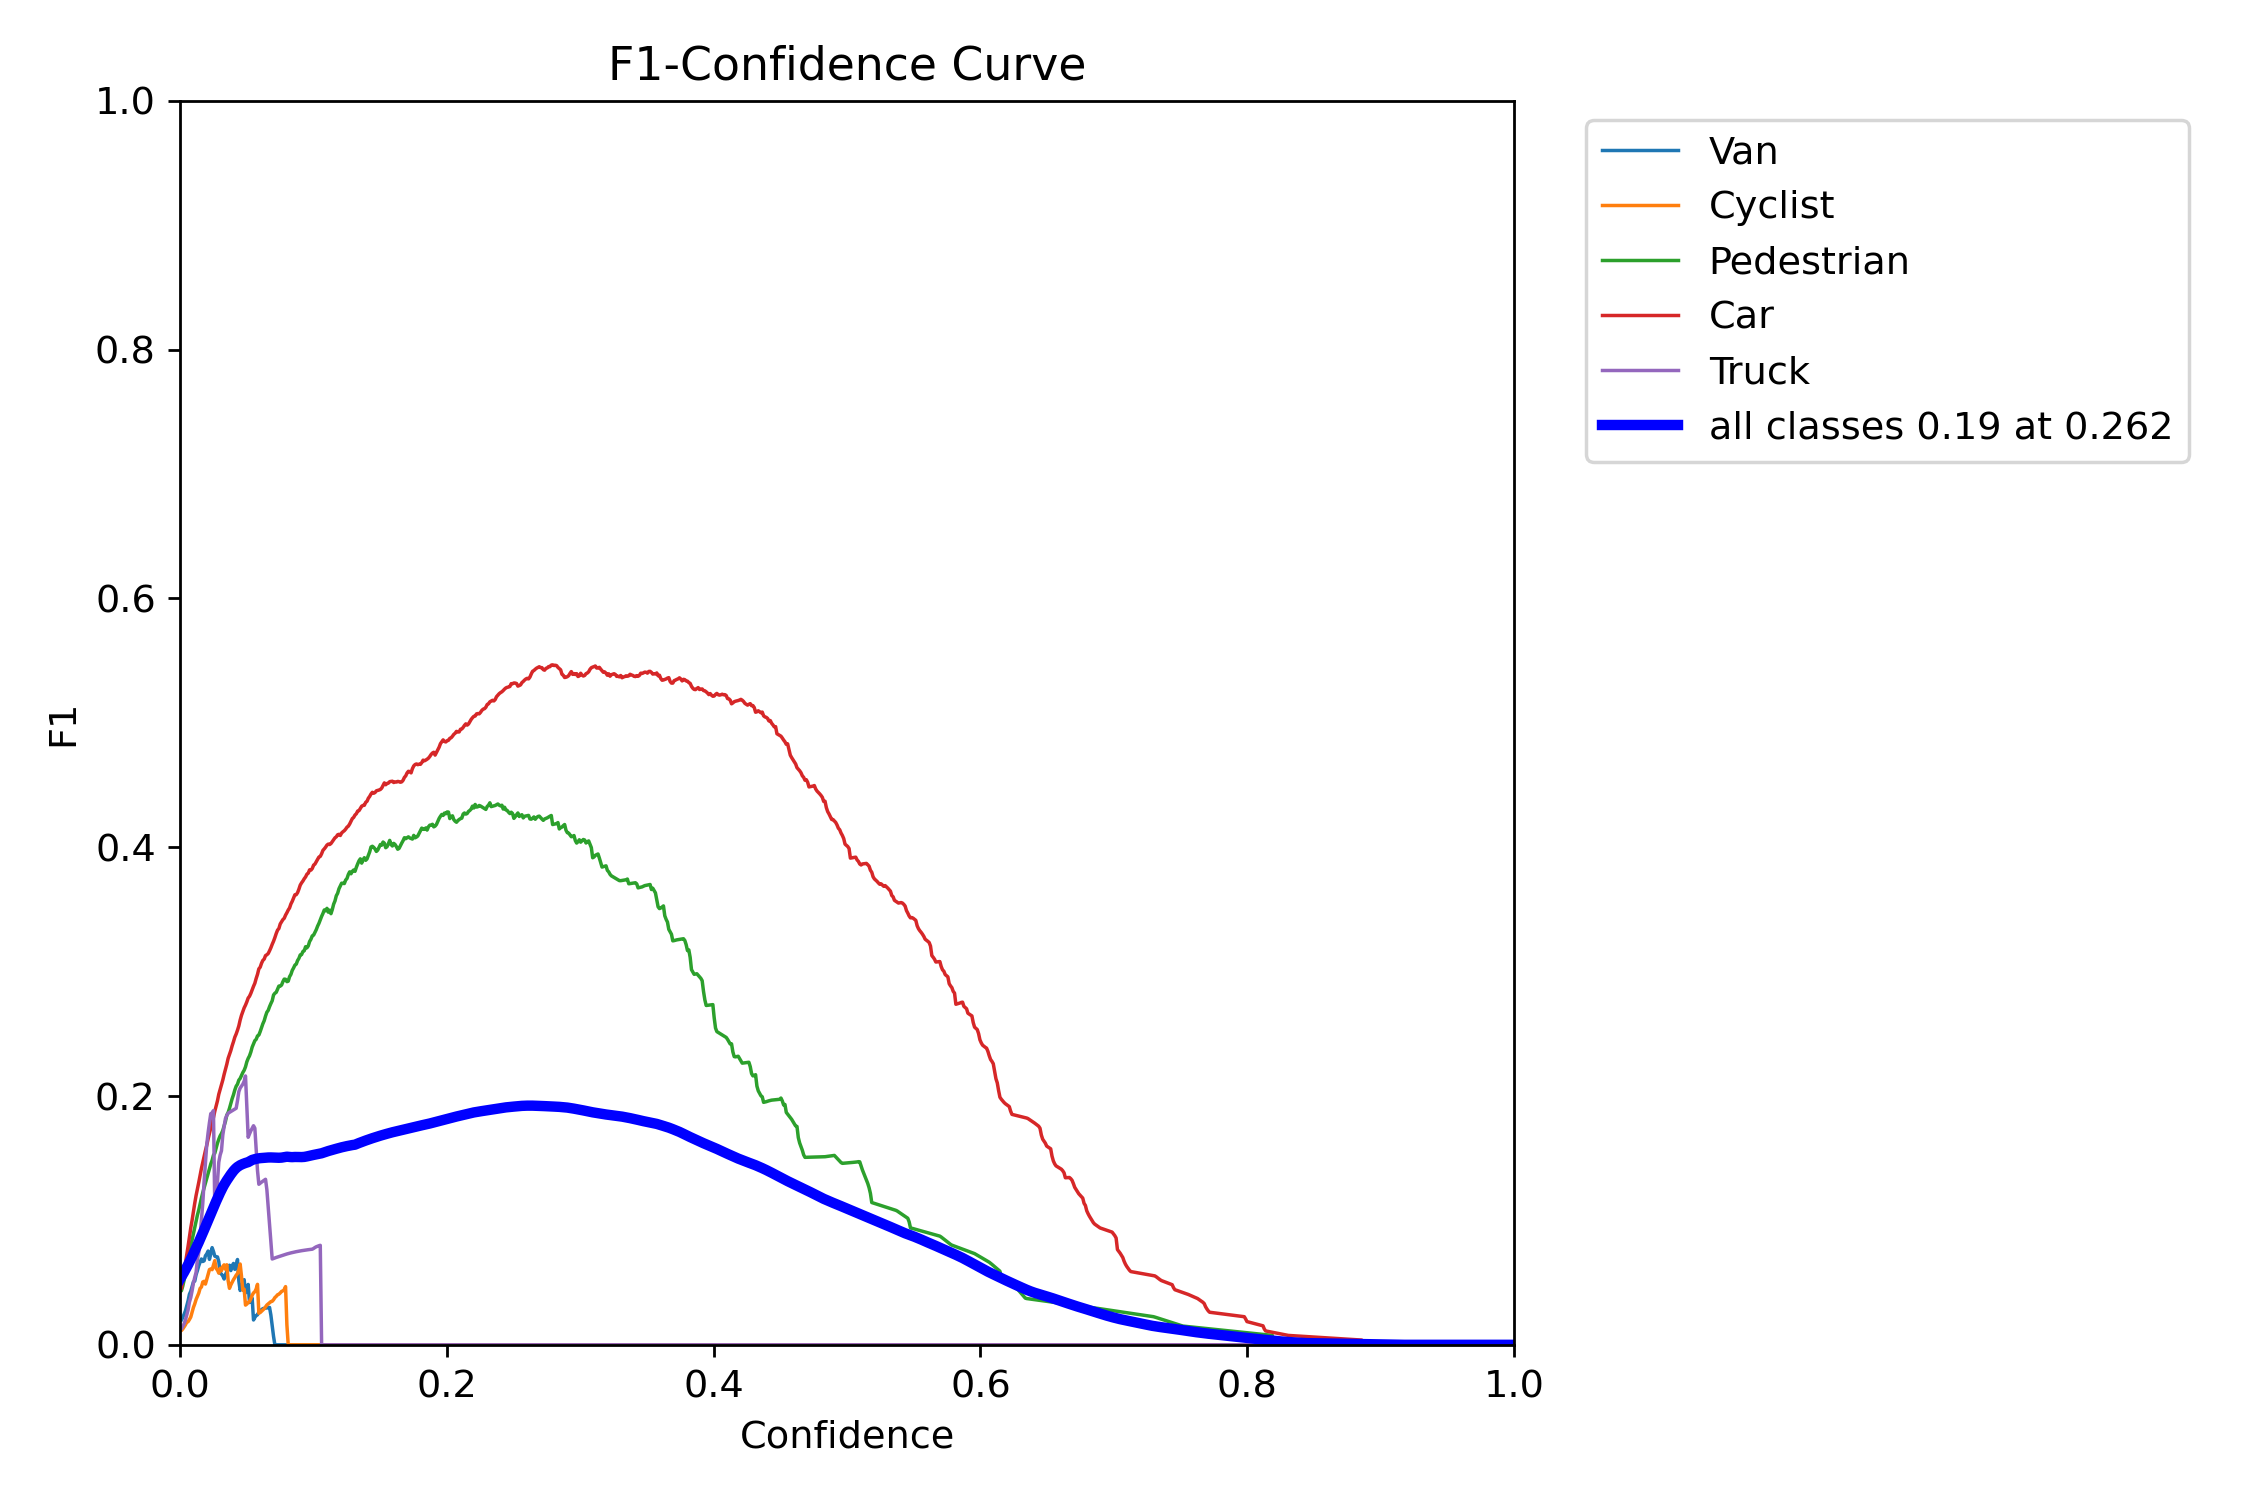 F1-Confidence Curve
1.0
0.8
0.6
0.4
0.2
0.0
F1
0.0 0.2 0.4 0.6 0.8 1.0
Confidence
Van
Cyclist
Pedestrian
Car
Truck
all classes 0.19 at 0.262